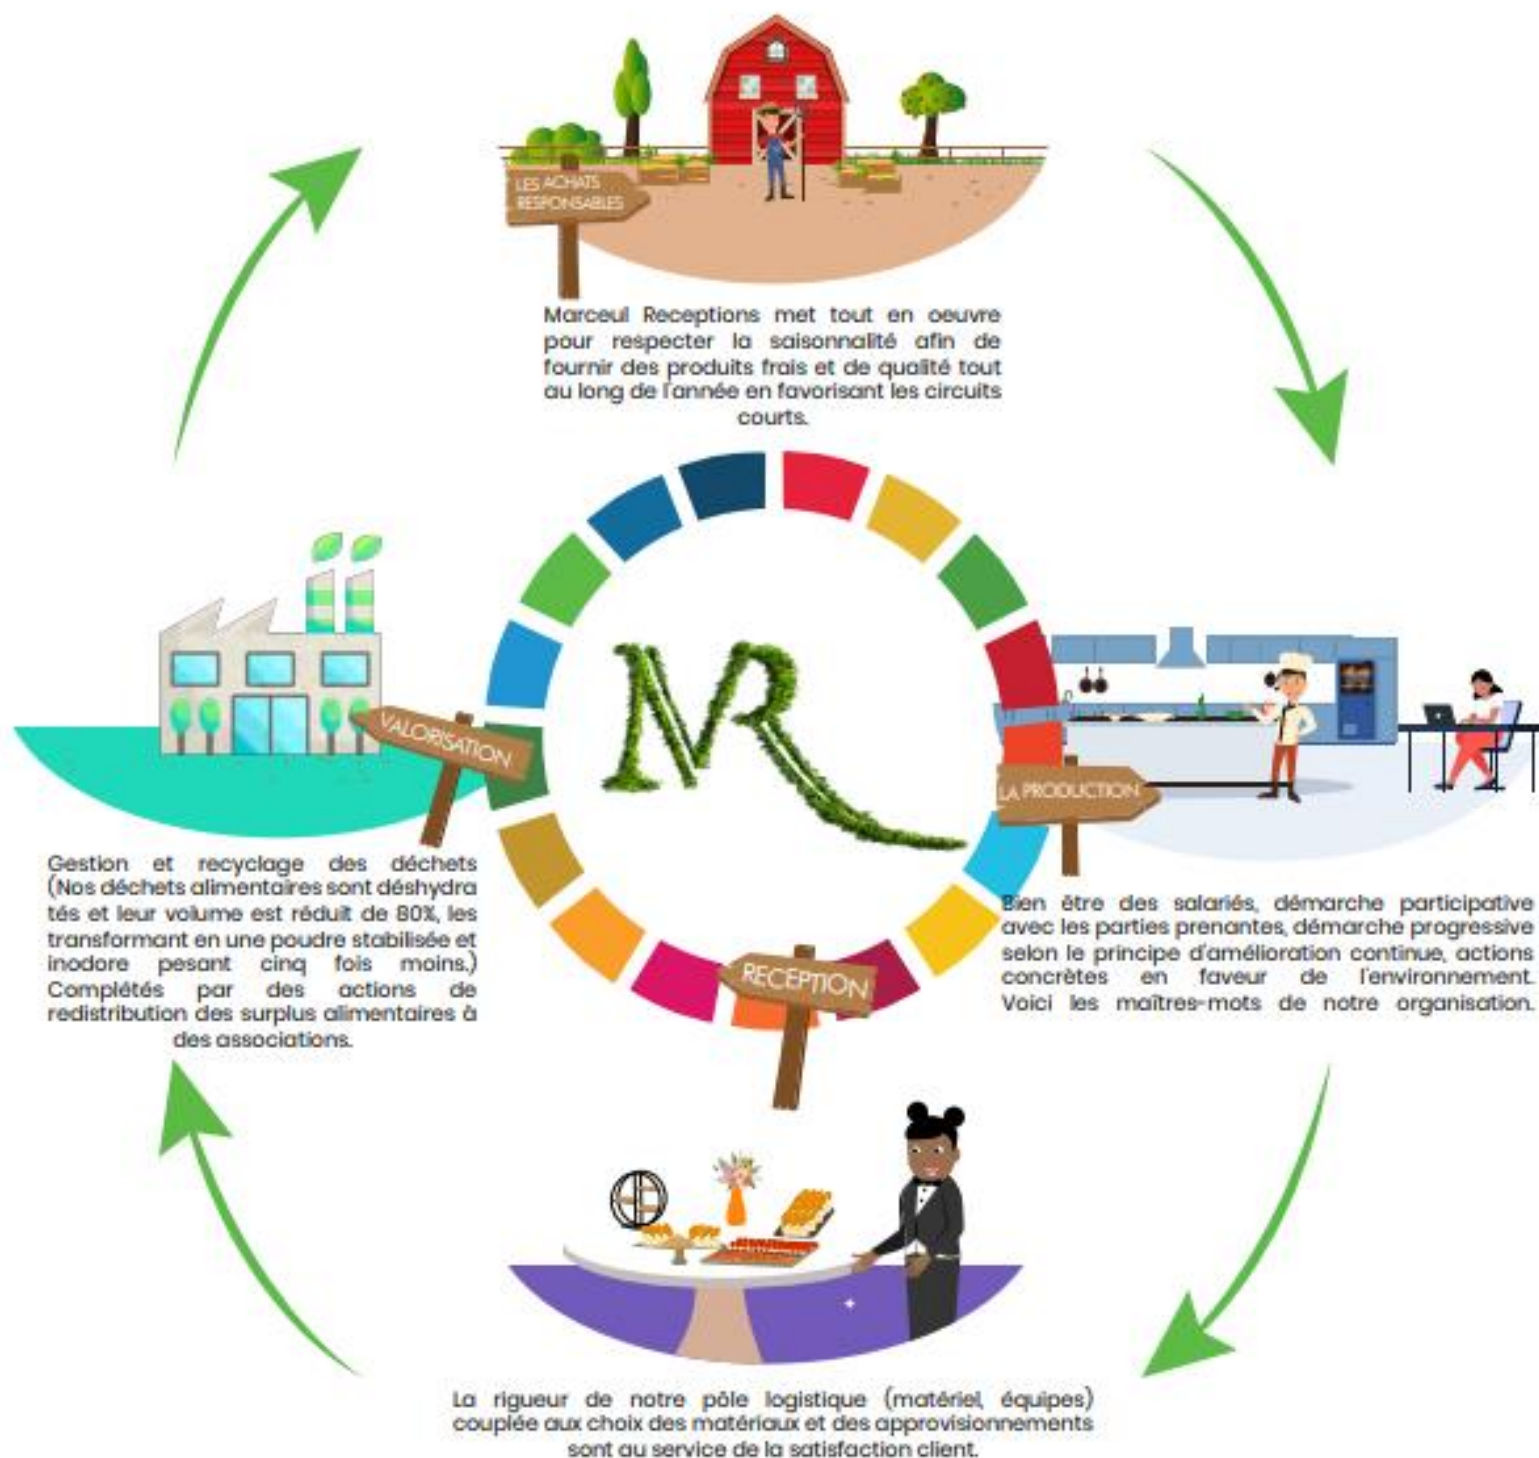 LES ACHATS
RESPONSABLES
Marceul Receptions met tout en oeuvre
pour respecter la saisonnalité afin de
fournir des produits frais et de qualité tout
au long de l'année en favorisant les circuits
courts.
MR
VALORISATION
Gestion et recyclage des déchets
(Nos déchets alimentaires sont déshydra
tés et leur volume est réduit de 80%, les
transformant en une poudre stabilisée et
inodore pesant cinq fois moins.)
Complétés par des actions de
redistribution des surplus alimentaires à
des associations.
LA PRODUCTION
Bien être des salariés, démarche participative
avec les parties prenantes, démarche progressive
selon le principe d'amélioration continue, actions
concrètes en faveur de l'environnement.
Voici les maîtres-mots de notre organisation.
RECEPTION
La rigueur de notre pôle logistique (matériel, équipes)
couplée aux choix des matériaux et des approvisionnements
sont au service de la satisfaction client.